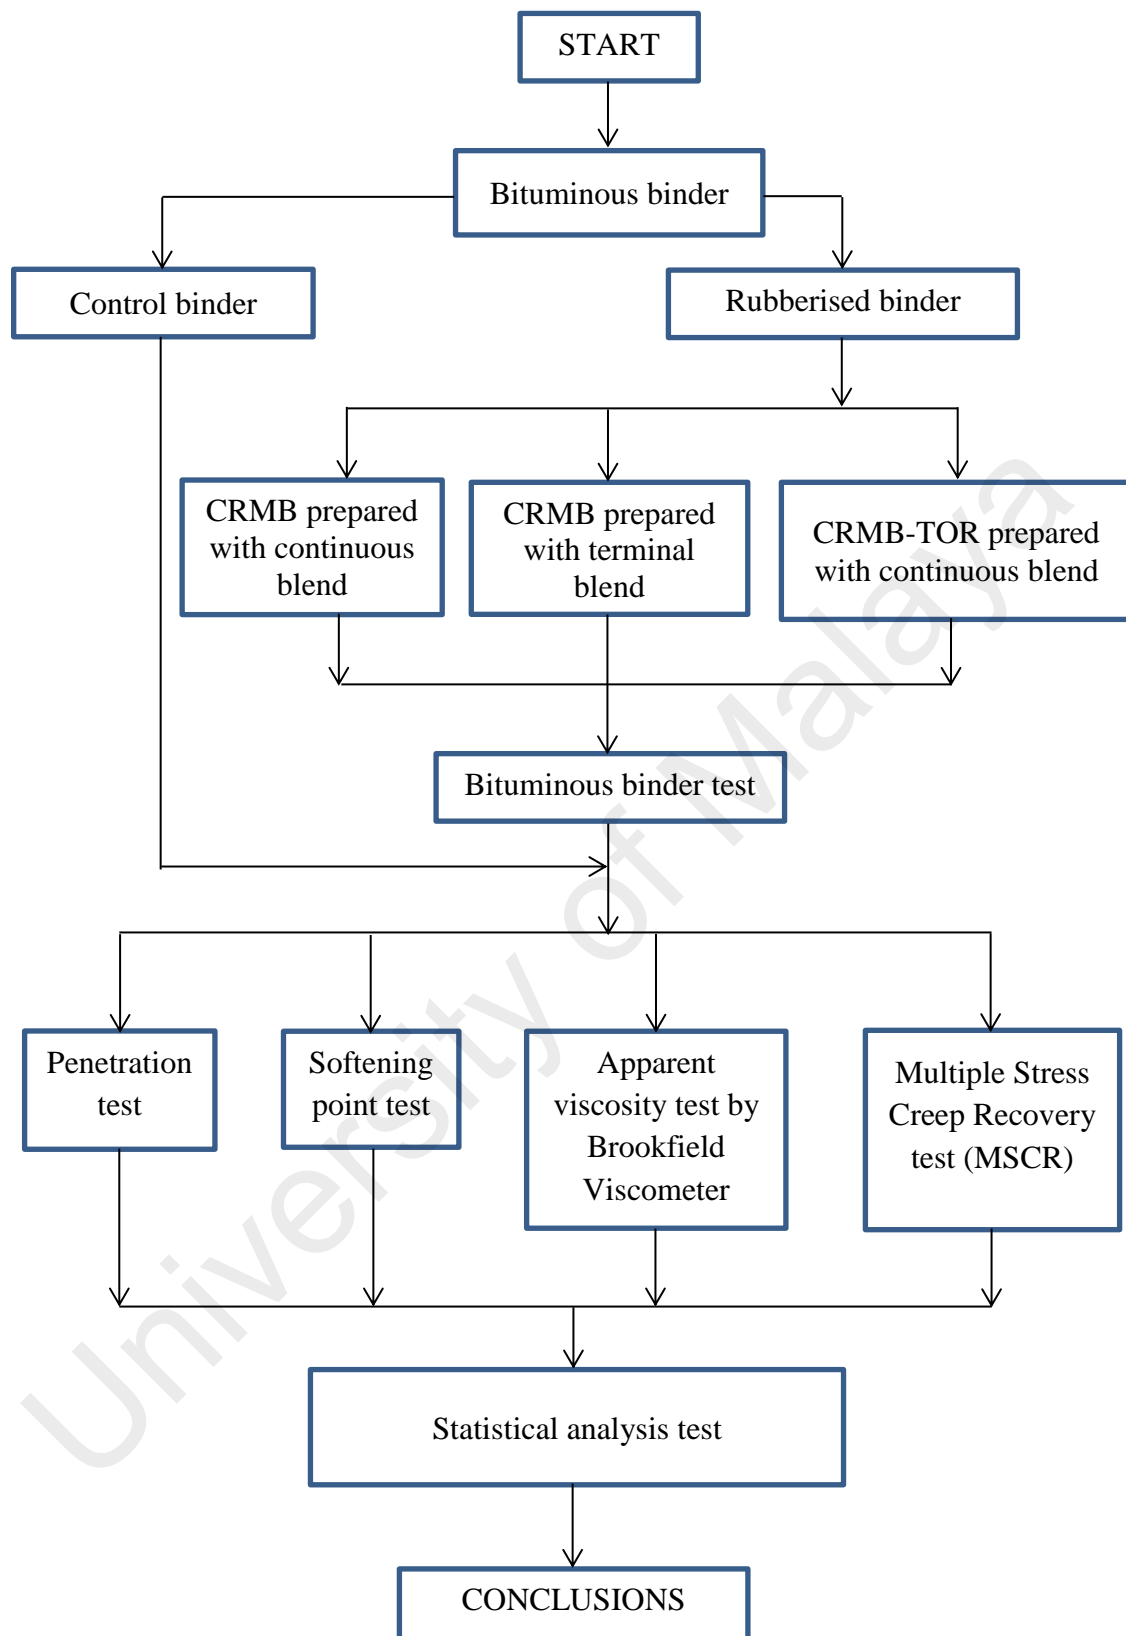 START
Bituminous binder
Control binder
Rubberised binder
CRMB prepared
with continuous
blend
CRMB prepared
with terminal
blend
CRMB-TOR prepared
with continuous blend
Bituminous binder test
Penetration
test
Softening
point test
Apparent
viscosity test by
Brookfield
Viscometer
Multiple Stress
Creep Recovery
test (MSCR)
Statistical analysis test
CONCLUSIONS
University of Malaya